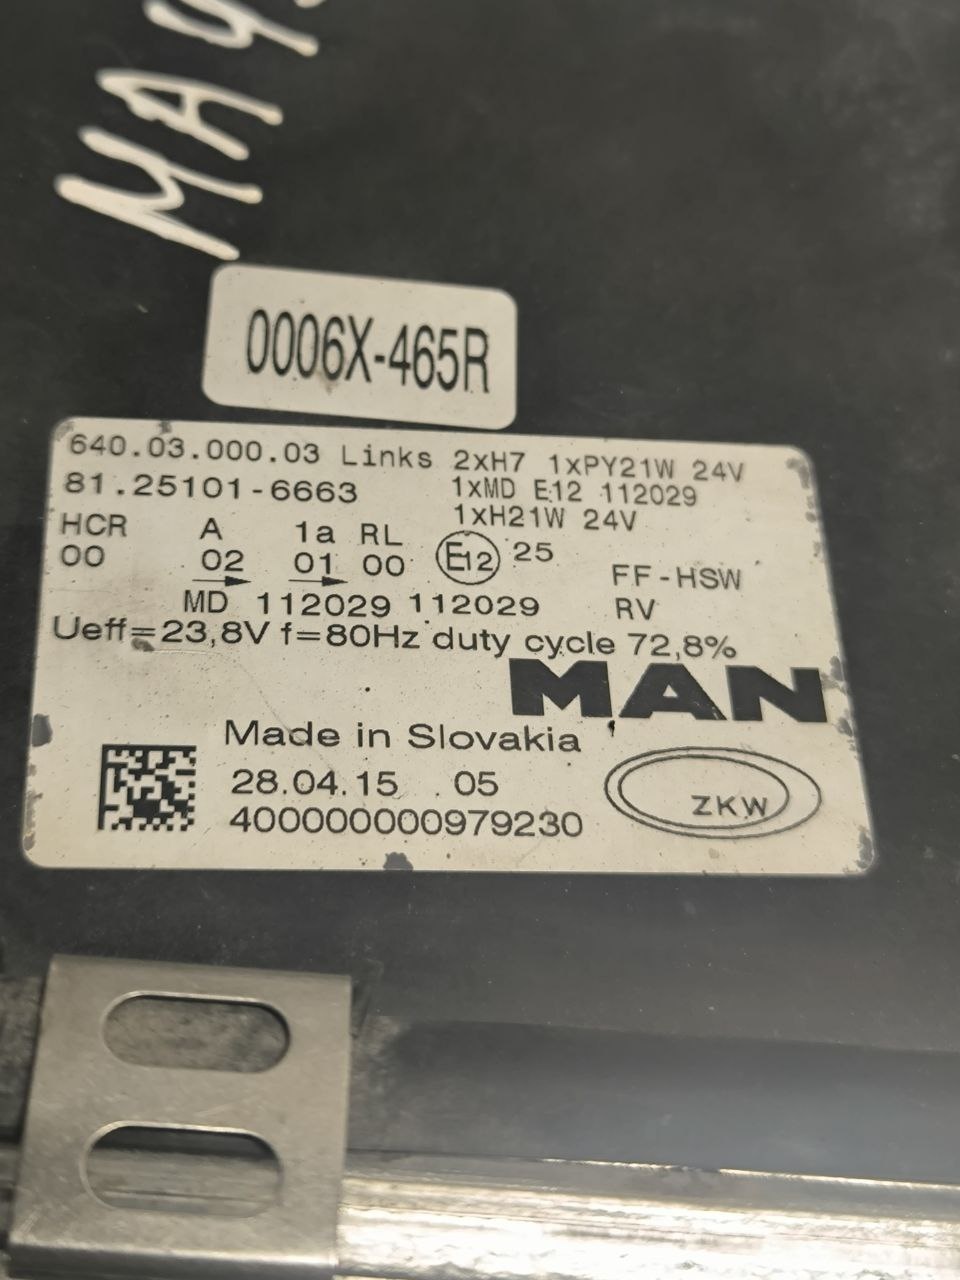 0006X-465R
640.03.000.03 Links 2xH7 1xPY21W 24V
81.25101-6663 1xMD E12 112029
1xH21W 24V
HCR A 1a RL E12 25
00 02 01 00 FF-HSW
MD 112029 112029 RV
Ueff=23,8V f=80Hz duty cycle 72,8%
MAN
Made in Slovakia
28.04.15 05
400000000979230
ZKW